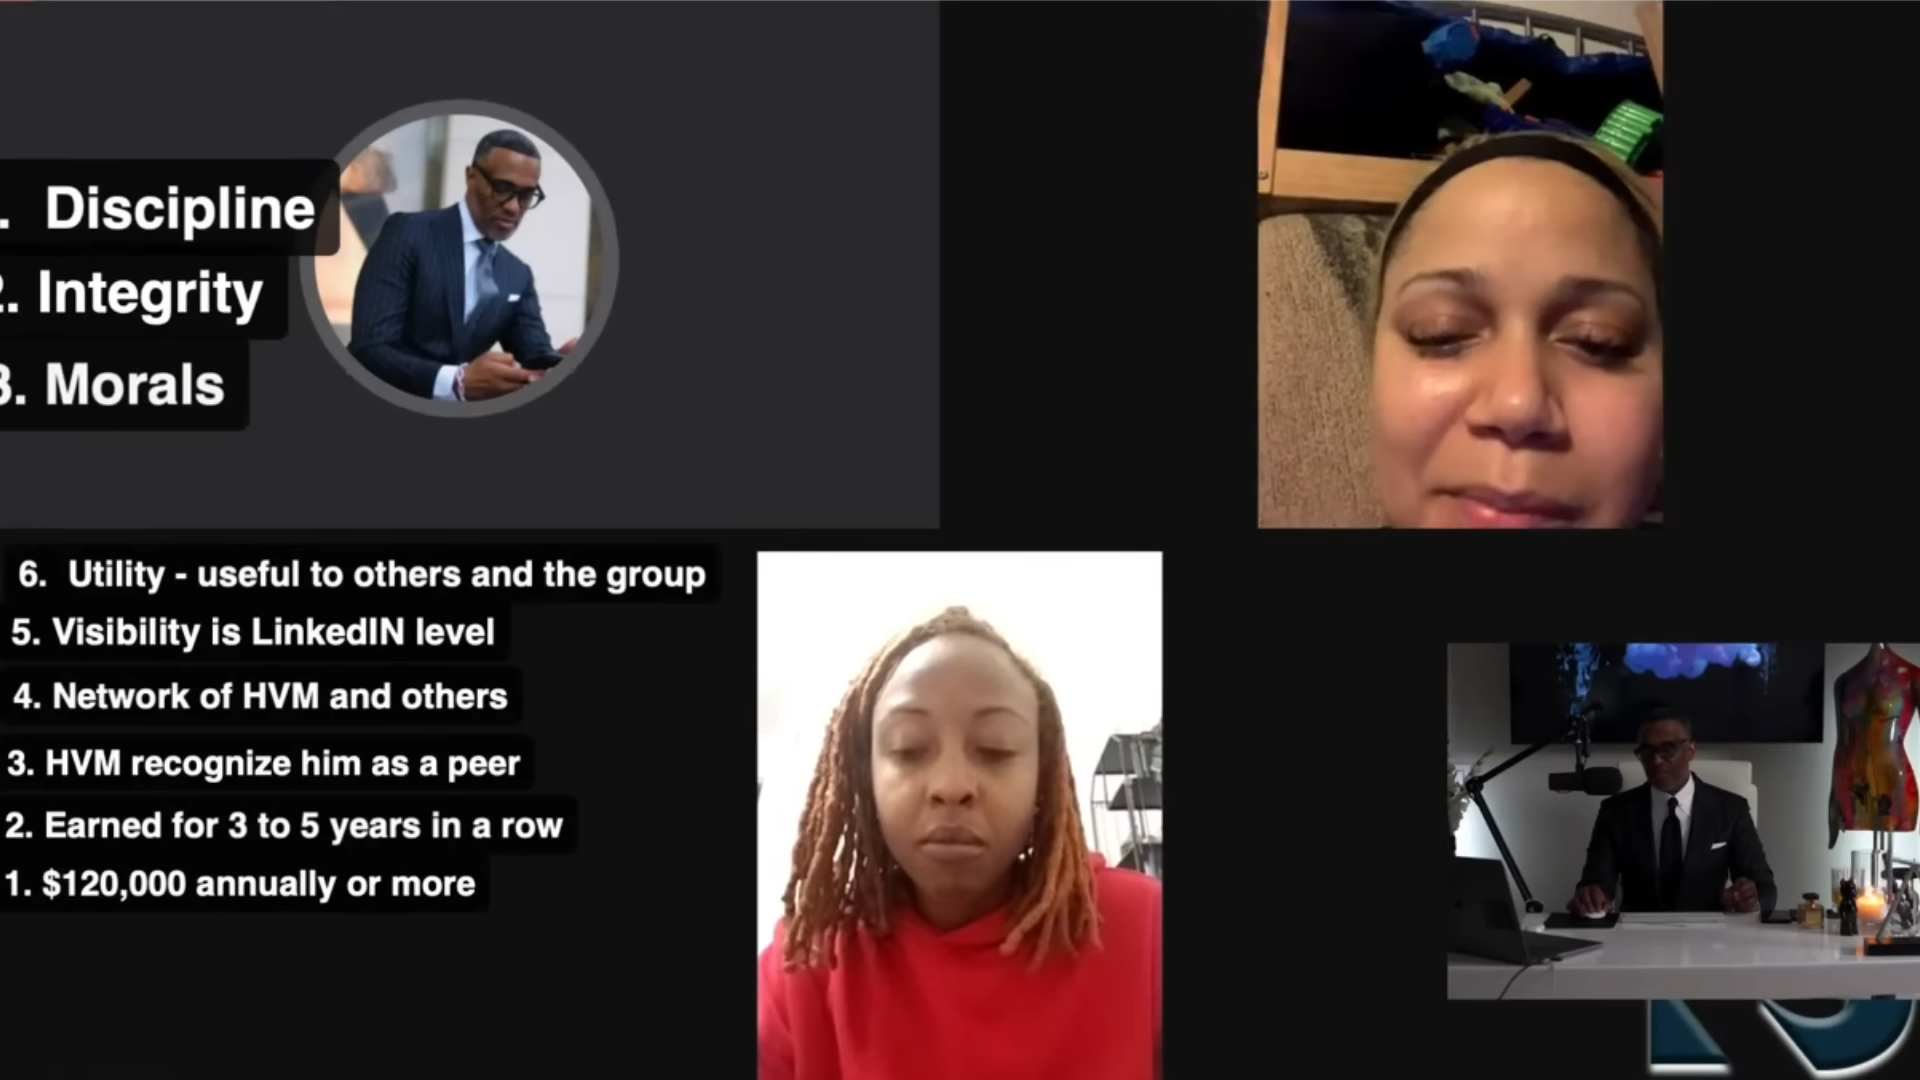 . Discipline
2. Integrity
3. Morals
6. Utility - useful to others and the group
5. Visibility is LinkedIN level
4. Network of HVM and others
3. HVM recognize him as a peer
2. Earned for 3 to 5 years in a row
1. $120,000 annually or more